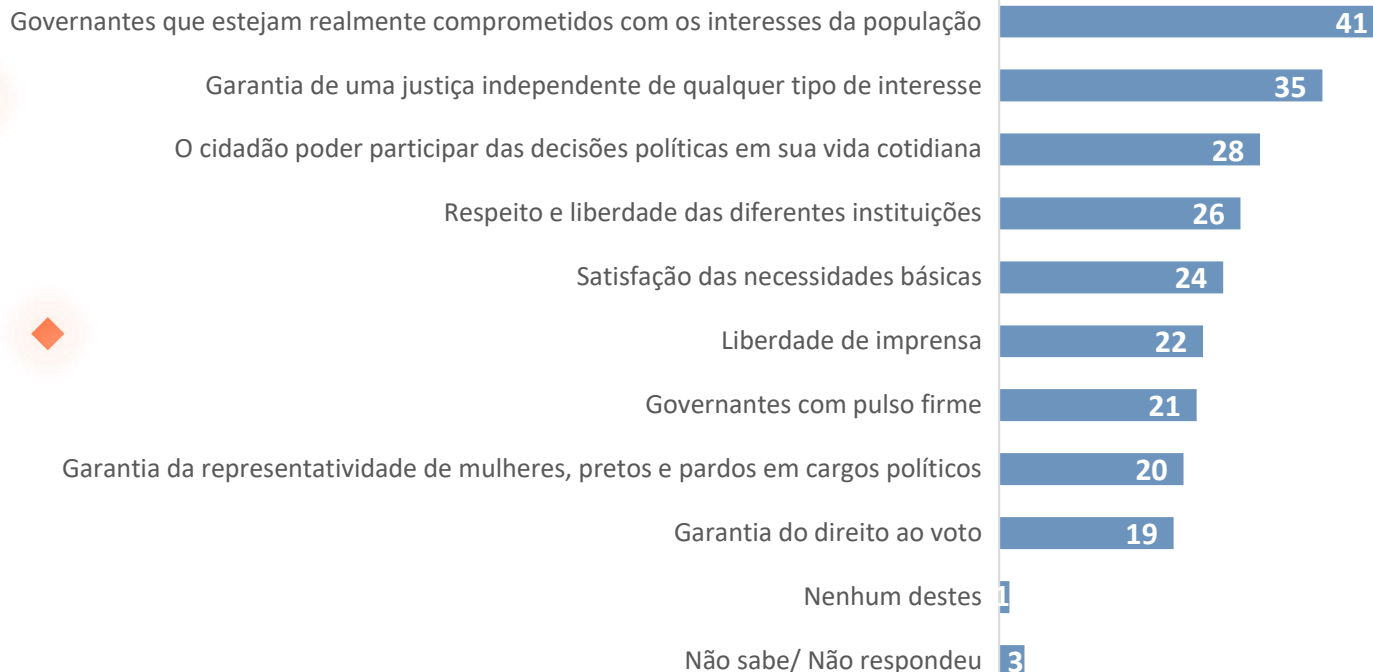 Governantes que estejam realmente comprometidos com os interesses da população 41
Garantia de uma justiça independente de qualquer tipo de interesse 35
O cidadão poder participar das decisões políticas em sua vida cotidiana 28
Respeito e liberdade das diferentes instituições 26
Satisfação das necessidades básicas 24
Liberdade de imprensa 22
Governantes com pulso firme 21
Garantia da representatividade de mulheres, pretos e pardos em cargos políticos 20
Garantia do direito ao voto 19
Nenhum destes 1
Não sabe/ Não respondeu 3